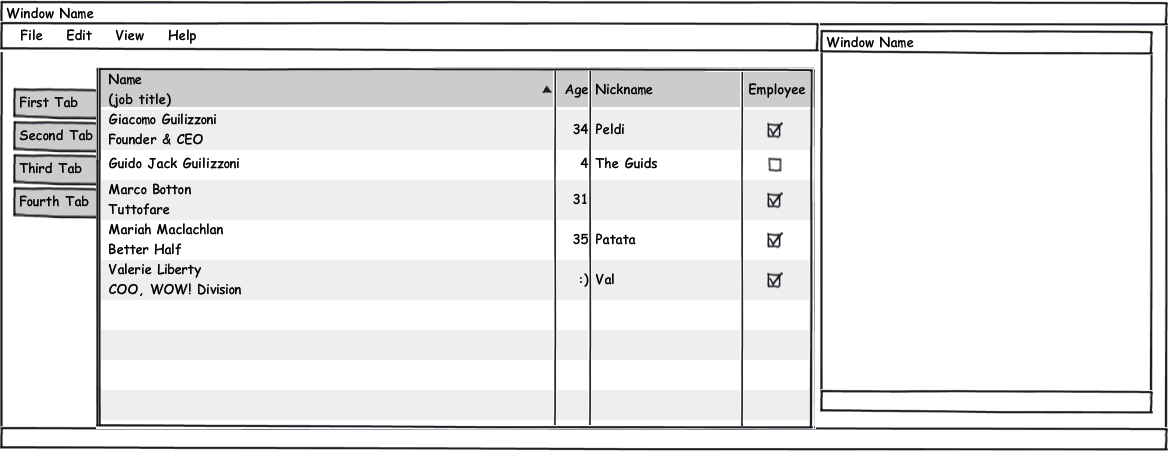 Window Name
File Edit View Help
Window Name
First Tab
Second Tab
Third Tab
Fourth Tab
Name
(job title)
Age Nickname Employee
Giacomo Guilizzoni
Founder & CEO
34 Peldi
Guido Jack Guilizzoni 4 The Guids
Marco Botton
Tuttofare
31
Mariah Maclachlan
Better Half
35 Patata
Valerie Liberty
COO, WOW! Division
:) Val